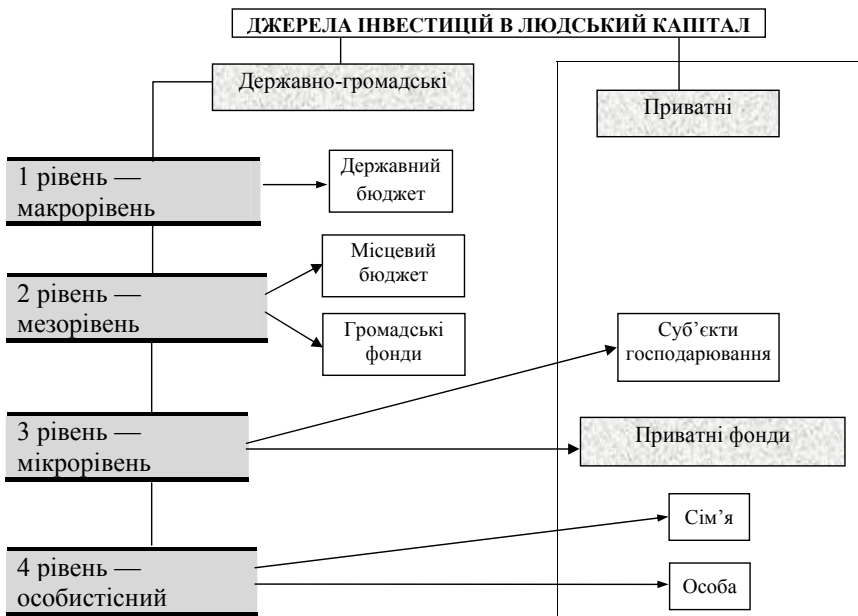 ДЖЕРЕЛА ІНВЕСТИЦІЙ В ЛЮДСЬКИЙ КАПІТАЛ
Державно-громадські
Приватні
1 рівень —
макрорівень
Державний
бюджет
2 рівень —
мезорівень
Місцевий
бюджет
Громадські
фонди
Суб’єкти
господарювання
3 рівень —
мікрорівень
Приватні фонди
Сім’я
4 рівень —
особистісний
Особа